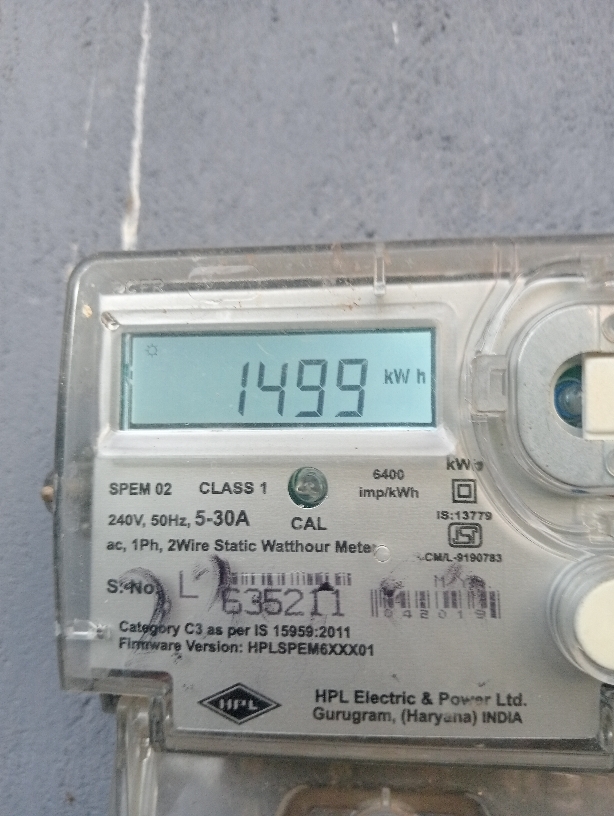 1499 kWh
SPEM 02 CLASS 1
6400 imp/kWh
240V, 50Hz, 5-30A
CAL
IS:13779
ac, 1Ph, 2Wire Static Watthour Meter
CM/L-9190783
S. No. L
635211
042019
Category C3 as per IS 15959:2011
Firmware Version: HPLSPEM6XXX01
HPL
HPL Electric & Power Ltd.
Gurugram, (Haryana) INDIA